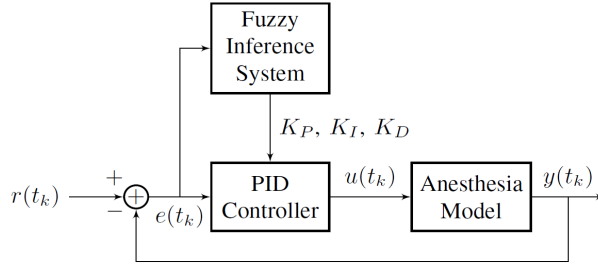 Fuzzy
Inference
System
K_P, K_I, K_D
+
r(t_k)
+
−
e(t_k)
PID
Controller
u(t_k)
Anesthesia
Model
y(t_k)